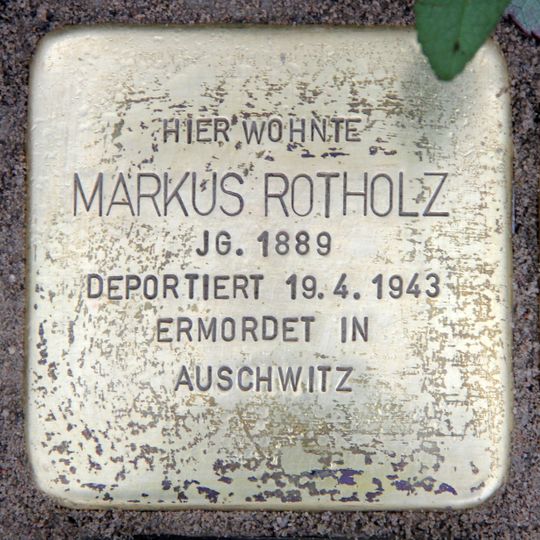 HIER WOHNTE
MARKUS ROTHOLZ
JG. 1889
DEPORTIERT 19.4.1943
ERMORDET IN
AUSCHWITZ